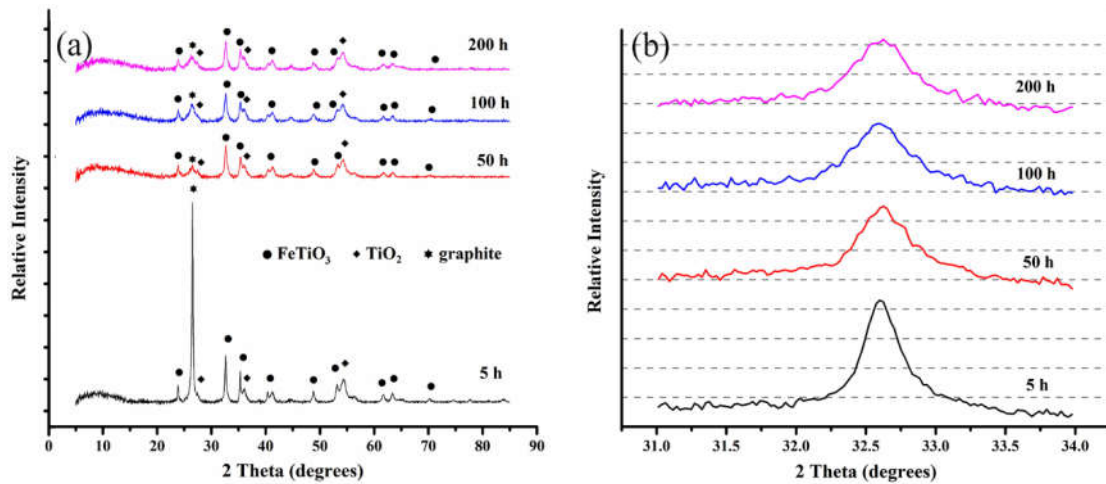 (a)
200 h
100 h
50 h
● FeTiO3 ◆ TiO2 ✱ graphite
5 h
Relative Intensity
0 10 20 30 40 50 60 70 80 90
2 Theta (degrees)
(b)
200 h
100 h
50 h
5 h
Relative Intensity
31.0 31.5 32.0 32.5 33.0 33.5 34.0
2 Theta (degrees)